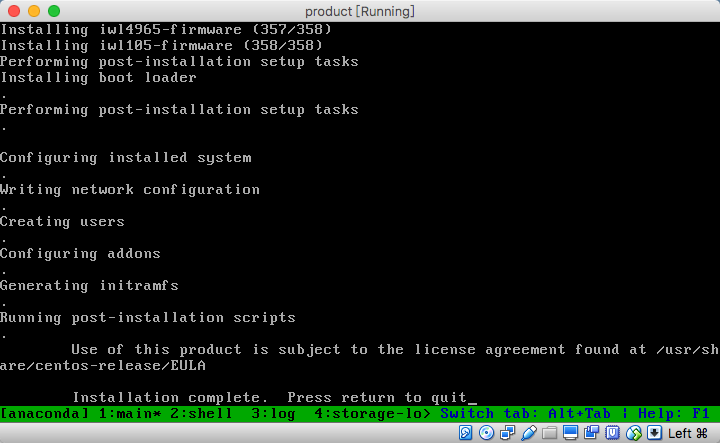 product [Running]
Installing iwl4965-firmware (357/358)
Installing iwl105-firmware (358/358)
Performing post-installation setup tasks
Installing boot loader
.
Performing post-installation setup tasks
.
Configuring installed system
.
Writing network configuration
.
Creating users
.
Configuring addons
.
Generating initramfs
.
Running post-installation scripts
.
Use of this product is subject to the license agreement found at /usr/sh
are/centos-release/EULA
Installation complete.  Press return to quit_
[anaconda] 1:main* 2:shell  3:log  4:storage-lo> Switch tab: Alt+Tab | Help: F1
Left ⌘